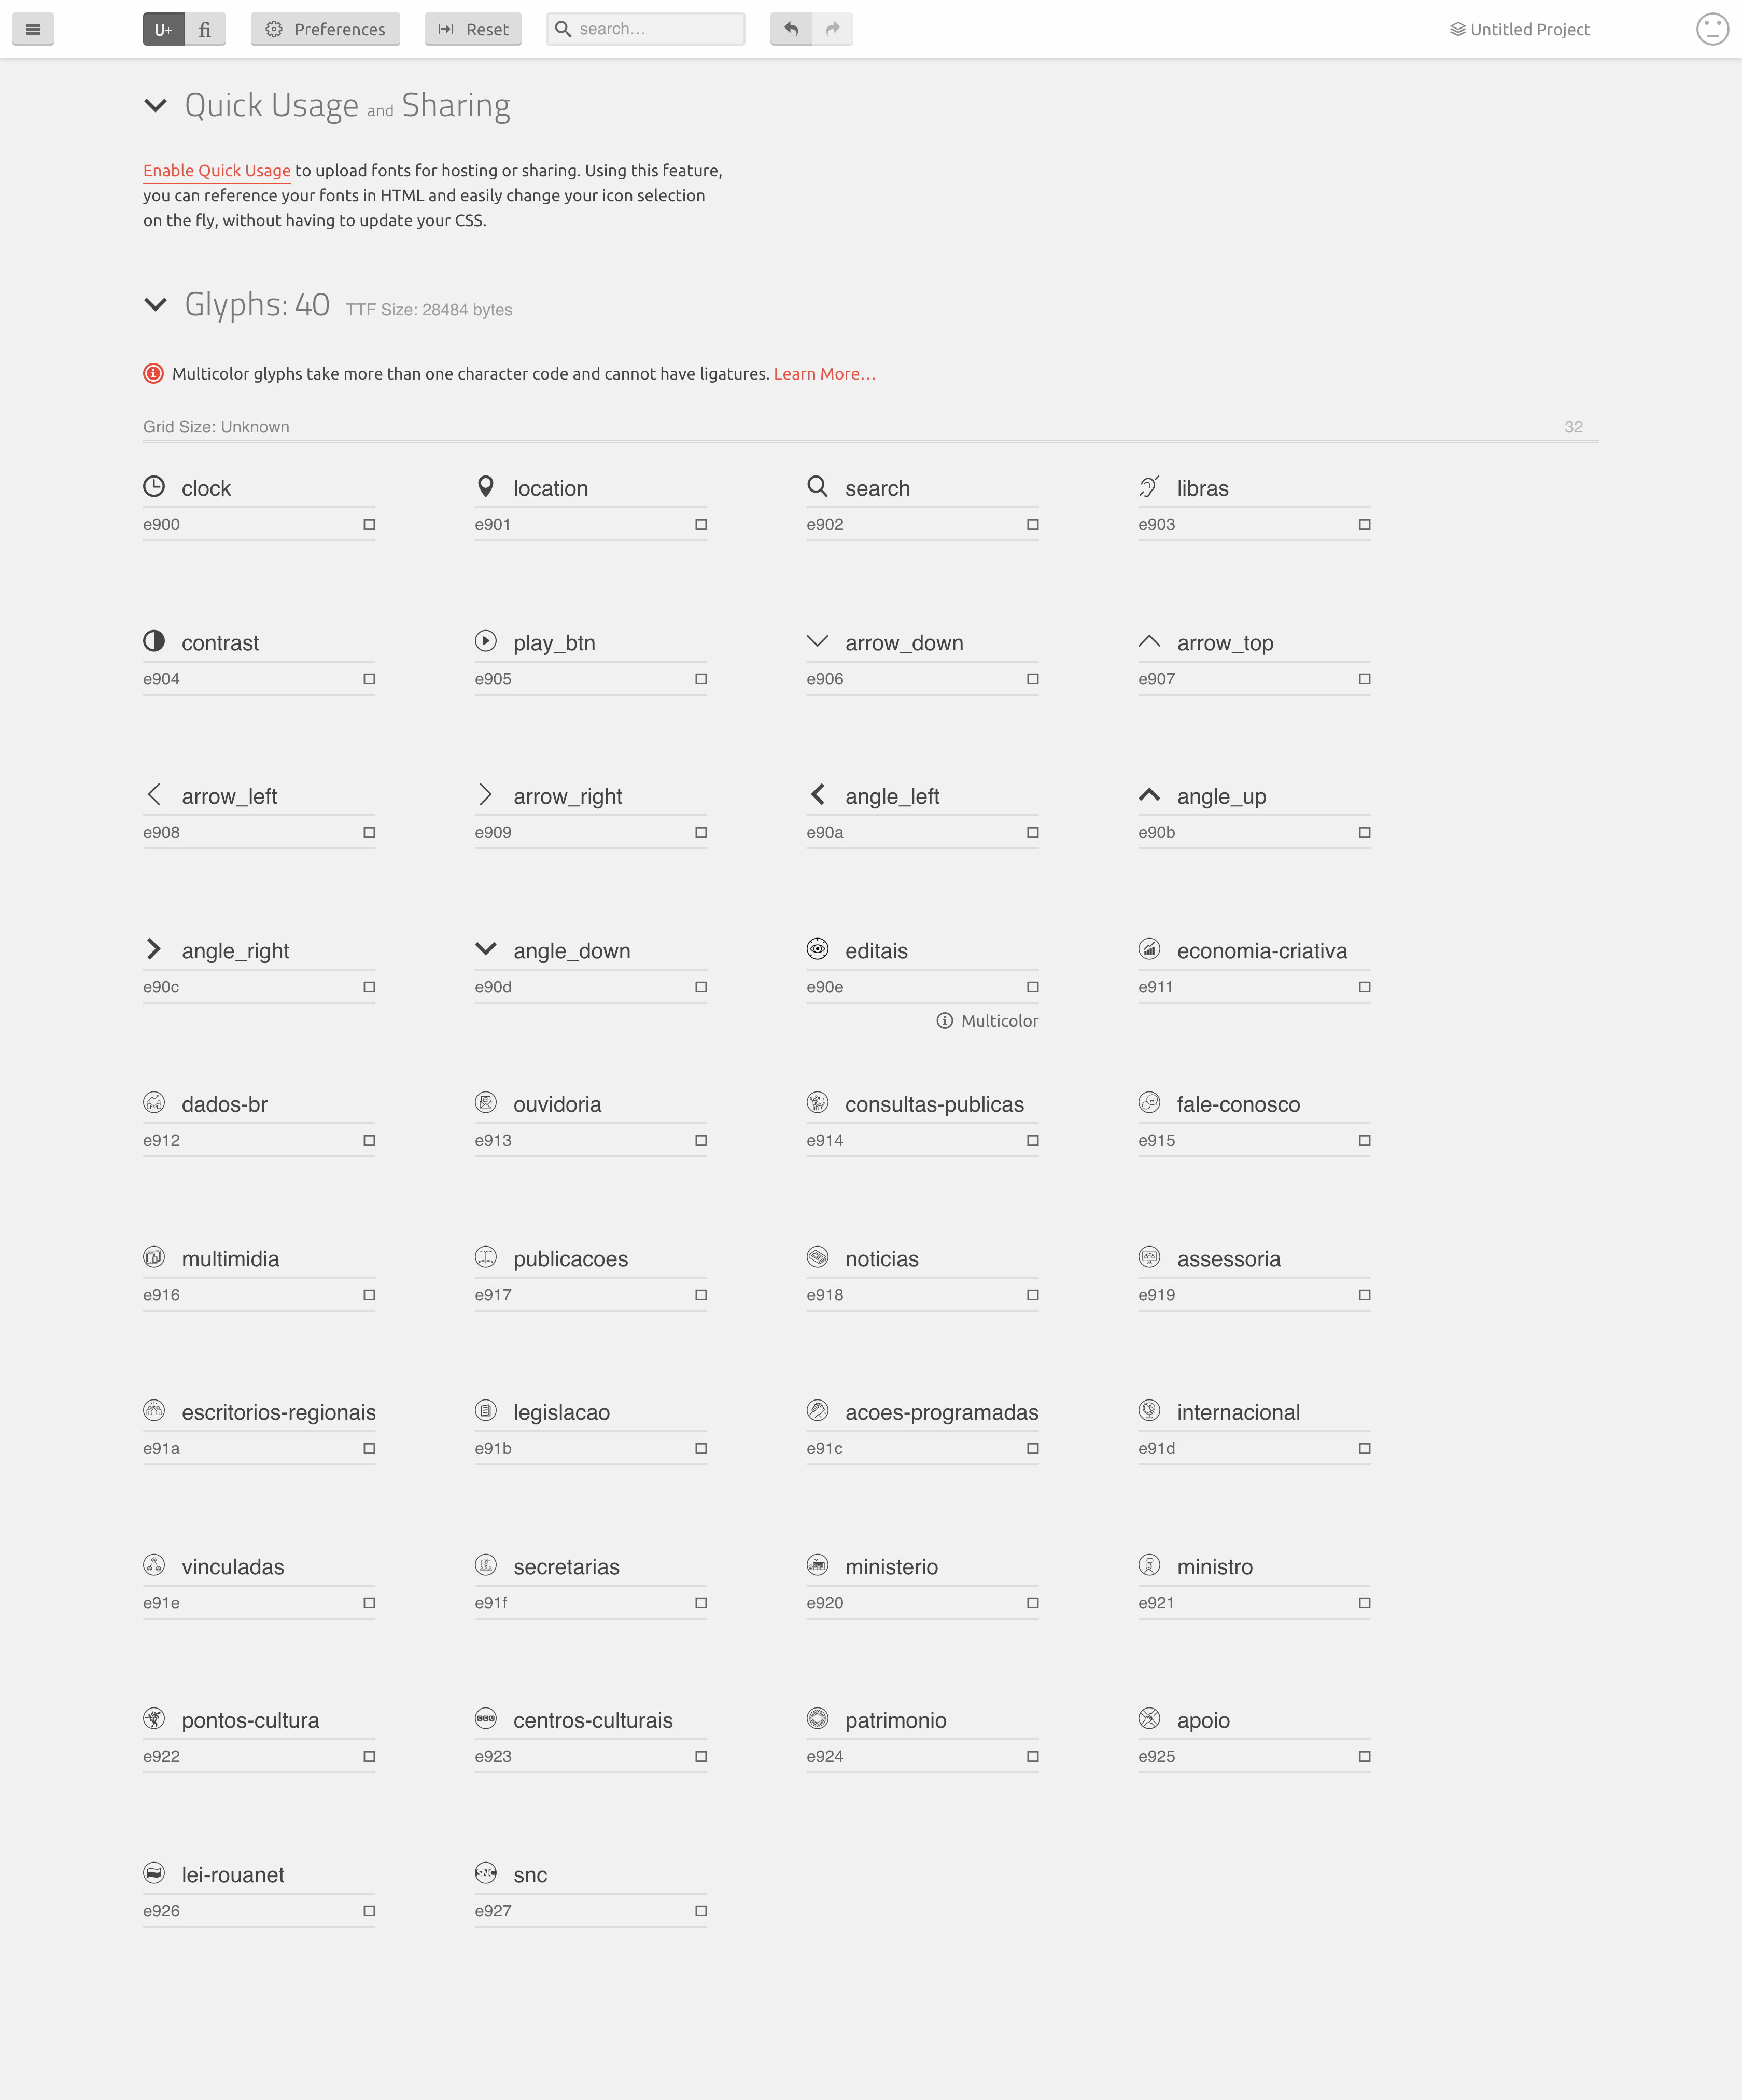 U+ fi Preferences Reset search... Untitled Project
Quick Usage and Sharing
Enable Quick Usage to upload fonts for hosting or sharing. Using this feature,
you can reference your fonts in HTML and easily change your icon selection
on the fly, without having to update your CSS.
Glyphs: 40 TTF Size: 28484 bytes
Multicolor glyphs take more than one character code and cannot have ligatures. Learn More…
Grid Size: Unknown 32
clock location search libras
e900 e901 e902 e903
contrast play_btn arrow_down arrow_top
e904 e905 e906 e907
arrow_left arrow_right angle_left angle_up
e908 e909 e90a e90b
angle_right angle_down editais economia-criativa
e90c e90d e90e e911
Multicolor
dados-br ouvidoria consultas-publicas fale-conosco
e912 e913 e914 e915
multimidia publicacoes noticias assessoria
e916 e917 e918 e919
escritorios-regionais legislacao acoes-programadas internacional
e91a e91b e91c e91d
vinculadas secretarias ministerio ministro
e91e e91f e920 e921
pontos-cultura centros-culturais patrimonio apoio
e922 e923 e924 e925
lei-rouanet snc
e926 e927